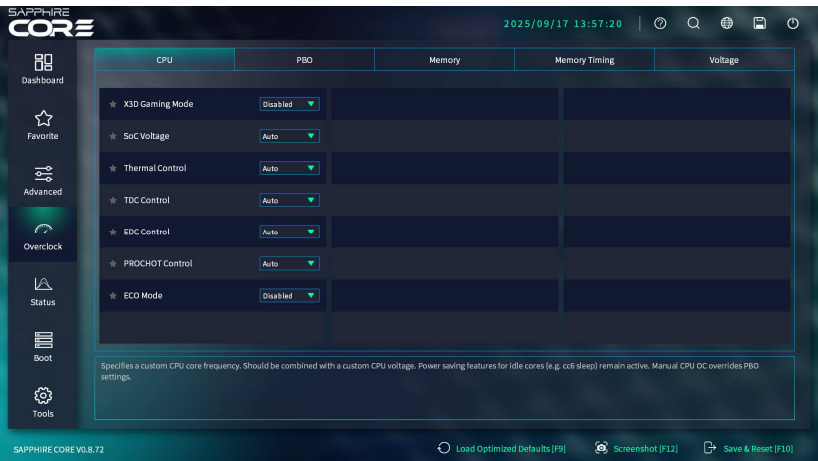 SAPPHIRE
CORE
2025/09/17 13:57:20
Dashboard
Favorite
Advanced
Overclock
Status
Boot
Tools
CPU
PBO
Memory
Memory Timing
Voltage
X3D Gaming Mode Disabled
SoC Voltage Auto
Thermal Control Auto
TDC Control Auto
EDC Control Auto
PROCHOT Control Auto
ECO Mode Disabled
Specifies a custom CPU core frequency. Should be combined with a custom CPU voltage. Power saving features for idle cores (e.g. cc6 sleep) remain active. Manual CPU OC overrides PBO
settings.
SAPPHIRE CORE V0.8.72
Load Optimized Defaults [F9]
Screenshot [F12]
Save & Reset [F10]